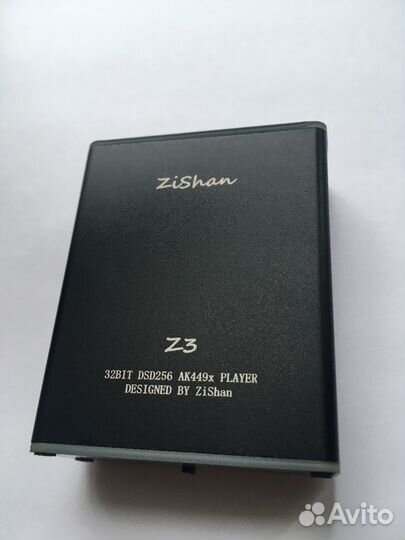 ZiShan
Z3
32BIT DSD256 AK449x PLAYER
DESIGNED BY ZiShan
Avito